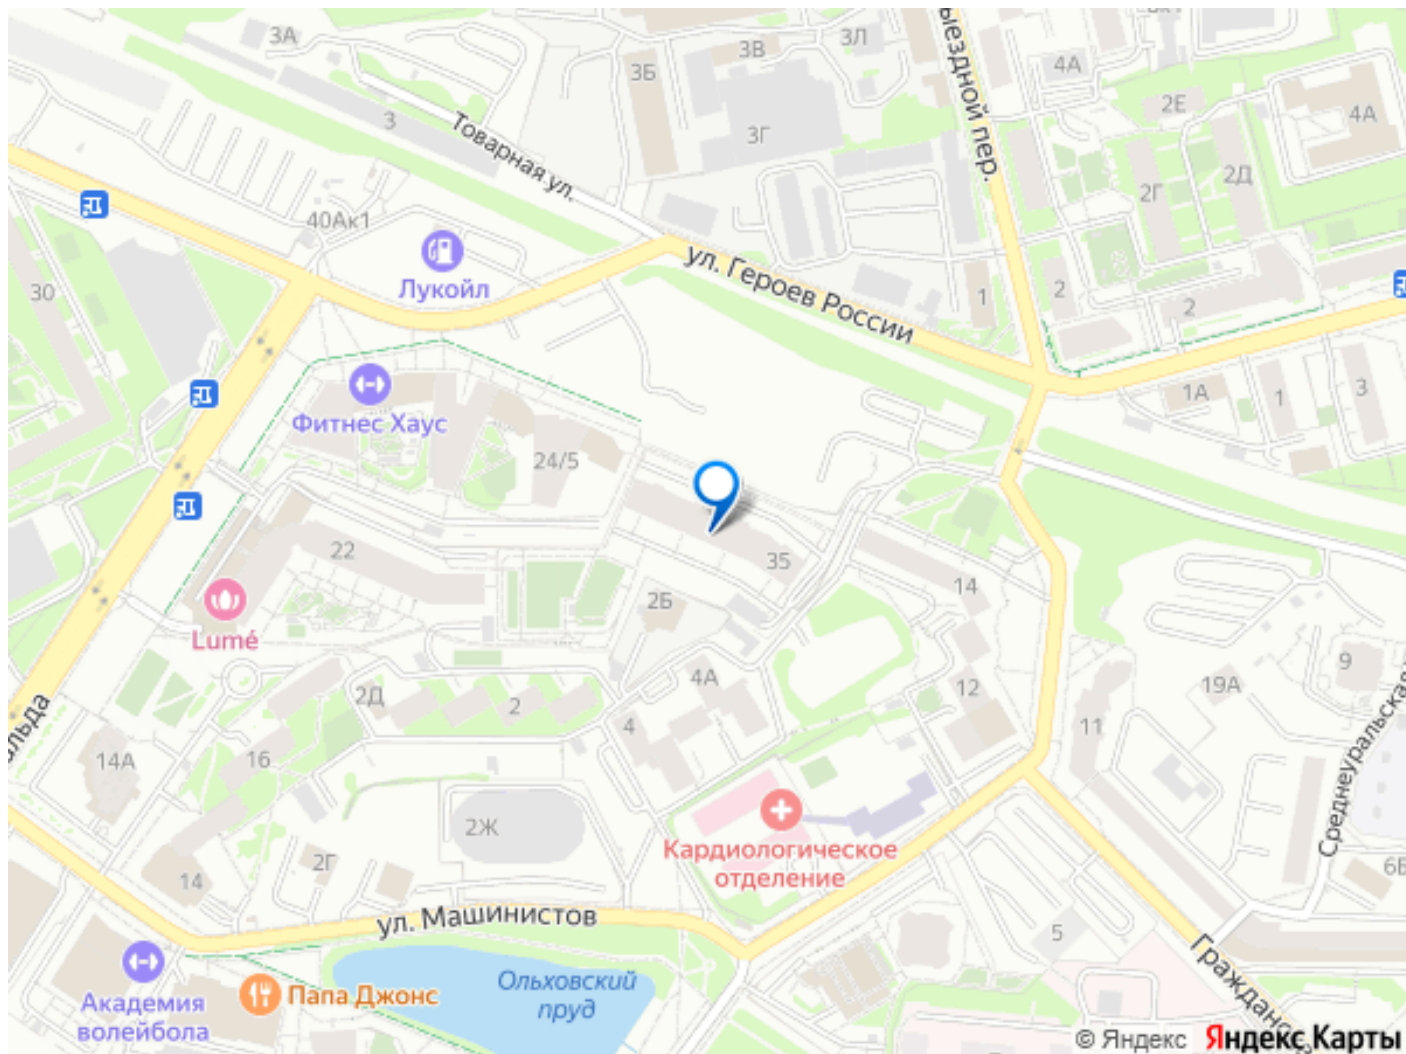 3А
3В
3Л
4А
3Б
2Е
4А
3
Товарная ул.
3Г
выездной пер.
2Г
2Д
40Ак1
Лукойл
ул. Героев России
30
1
2
2
Фитнес Хаус
1А
1
3
24/5
22
35
14
2Б
Lumé
4А
12
9
19А
2Д
2
4
11
14А
16
Среднеуральская
2Ж
Кардиологическое
отделение
2Г
14
6Б
ул. Машинистов
5
Академия
волейбола
Папа Джонс
Ольховский
пруд
© Яндекс Яндекс Карты